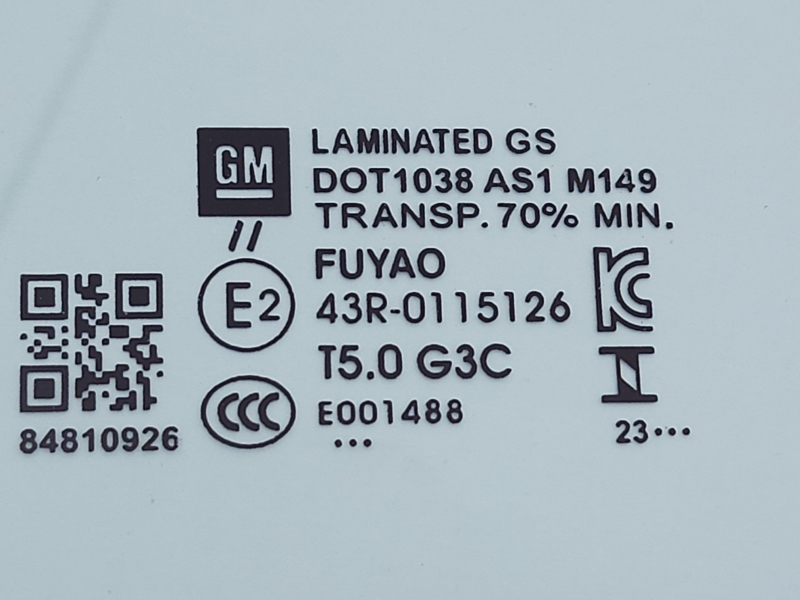 GM
LAMINATED GS
DOT1038 AS1 M149
TRANSP. 70% MIN.
//
FUYAO
E2
43R-0115126
KC
T5.0 G3C
I
CCC
E001488
84810926
•••
23•••